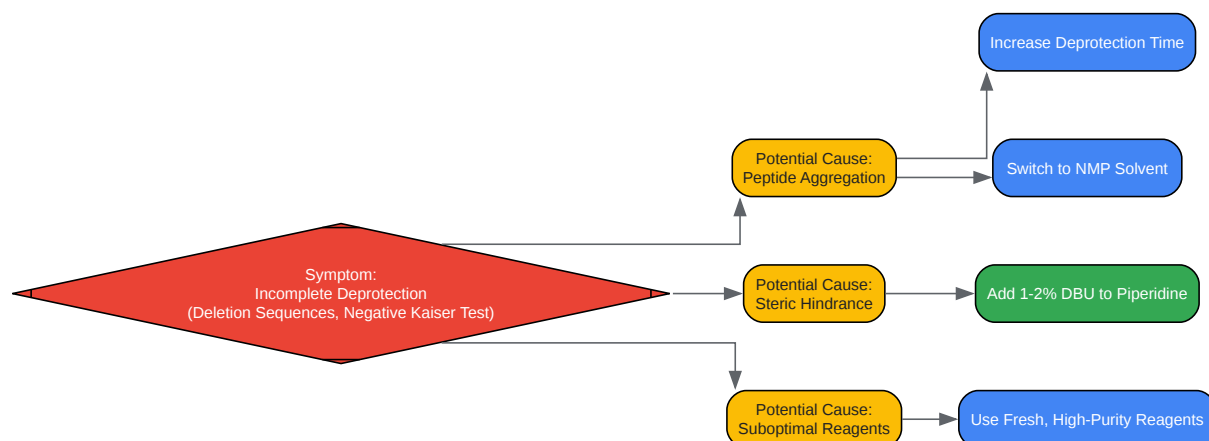 Increase Deprotection Time
Potential Cause:
Peptide Aggregation
Switch to NMP Solvent
Symptom:
Incomplete Deprotection
(Deletion Sequences, Negative Kaiser Test)
Potential Cause:
Steric Hindrance
Add 1-2% DBU to Piperidine
Potential Cause:
Suboptimal Reagents
Use Fresh, High-Purity Reagents